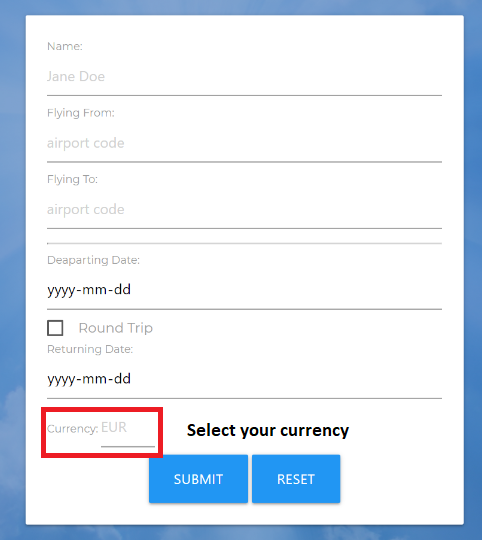 Name:
Jane Doe
Flying From:
airport code
Flying To:
airport code
Deaparting Date:
yyyy-mm-dd
Round Trip
Returning Date:
yyyy-mm-dd
Currency: EUR Select your currency
SUBMIT RESET